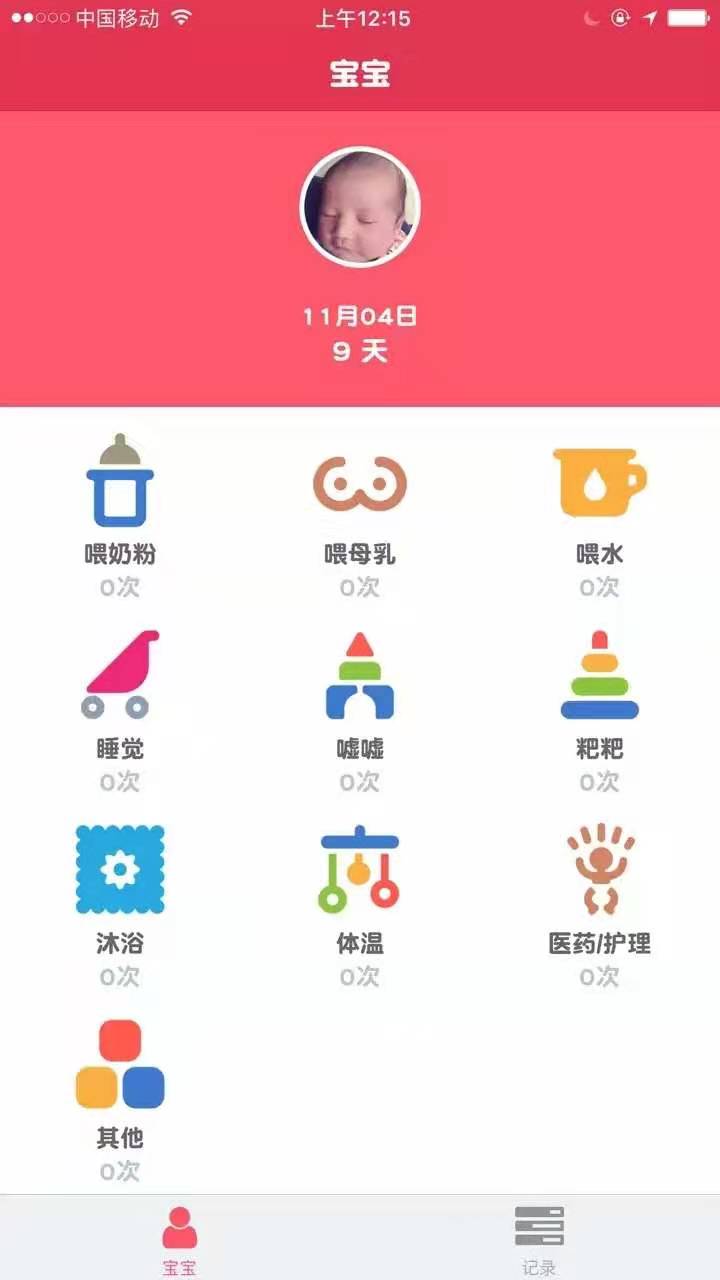 中国移动 上午12:15
宝宝
11月04日
9 天
喂奶粉 喂母乳 喂水
0次 0次 0次
睡觉 嘘嘘 粑粑
0次 0次 0次
沐浴 体温 医药/护理
0次 0次 0次
其他
0次
宝宝 记录